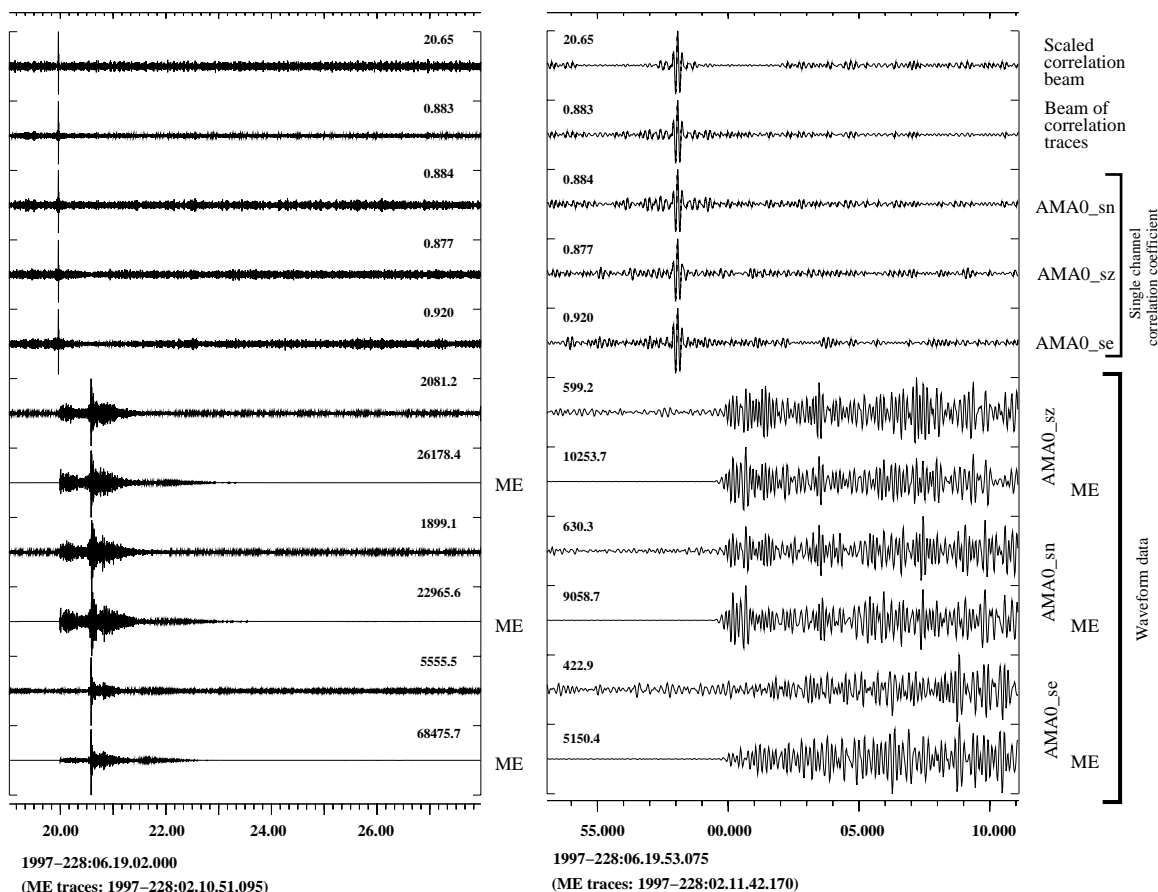 20.65
0.883
0.884
0.877
0.920
2081.2
26178.4
ME
1899.1
22965.6
ME
5555.5
68475.7
ME
20.00 22.00 24.00 26.00
1997−228:06.19.02.000
(ME traces: 1997−228:02.10.51.095)
20.65
0.883
0.884
0.877
0.920
599.2
10253.7
630.3
9058.7
422.9
5150.4
55.000 00.000 05.000 10.000
1997−228:06.19.53.075
(ME traces: 1997−228:02.11.42.170)
Scaled
correlation
beam
Beam of
correlation
traces
AMA0_sn
AMA0_sz
AMA0_se
Single channel
correlation coefficient
AMA0_sz
ME
AMA0_sn
ME
AMA0_se
ME
Waveform data